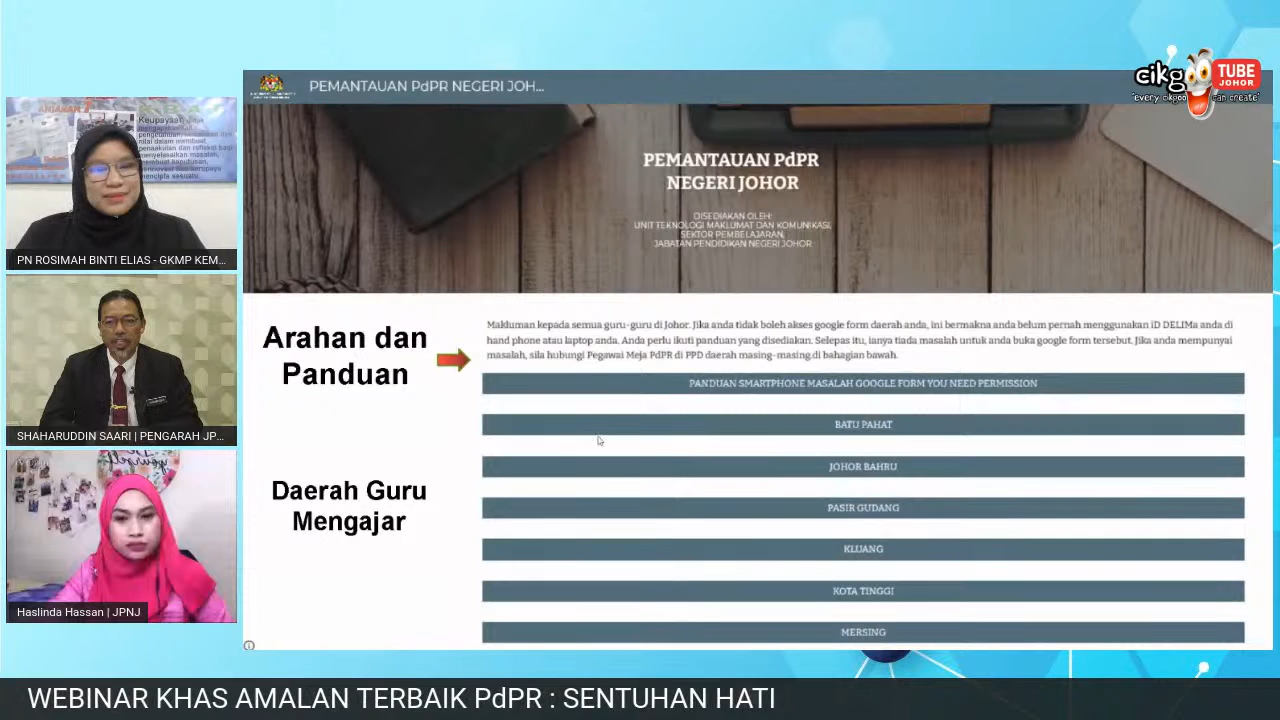 cikgoo TUBE
JOHOR
"every cikgoo can create"
PEMANTAUAN PdPR NEGERI JOH...
PEMANTAUAN PdPR
NEGERI JOHOR
DISEDIAKAN OLEH:
UNIT TEKNOLOGI MAKLUMAT DAN KOMUNIKASI,
SEKTOR PEMBELAJARAN,
JABATAN PENDIDIKAN NEGERI JOHOR
Keupayaan
PN ROSIMAH BINTI ELIAS - GKMP KEM...
SHAHARUDDIN SAARI | PENGARAH JP...
yourself
Haslinda Hassan | JPNJ
Arahan dan
Panduan
Makluman kepada semua guru-guru di Johor. Jika anda tidak boleh akses google form daerah anda, ini bermakna anda belum pernah menggunakan iD DELIMa anda di
hand phone atau laptop anda. Anda perlu ikuti panduan yang disediakan. Selepas itu, ianya tiada masalah untuk anda buka google form tersebut. Jika anda mempunyai
masalah, sila hubungi Pegawai Meja PdPR di PPD daerah masing-masing.di bahagian bawah.
PANDUAN SMARTPHONE MASALAH GOOGLE FORM YOU NEED PERMISSION
Daerah Guru
Mengajar
BATU PAHAT
JOHOR BAHRU
PASIR GUDANG
KLUANG
KOTA TINGGI
MERSING
WEBINAR KHAS AMALAN TERBAIK PdPR : SENTUHAN HATI